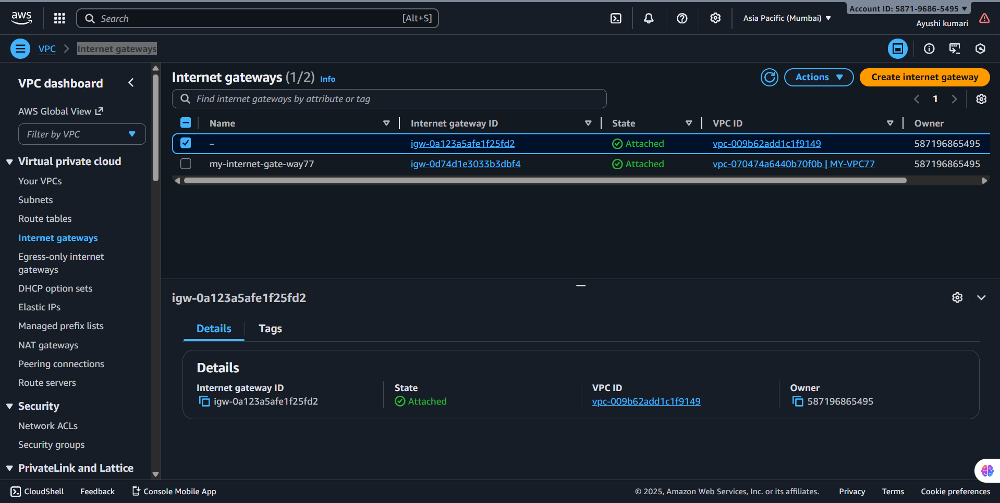 aws
Search [Alt+S]
Asia Pacific (Mumbai)
Account ID: 5871-9686-5495
Ayushi kumari
VPC Internet gateways
VPC dashboard
AWS Global View
Filter by VPC
Virtual private cloud
Your VPCs
Subnets
Route tables
Internet gateways
Egress-only internet
gateways
DHCP option sets
Elastic IPs
Managed prefix lists
NAT gateways
Peering connections
Route servers
Security
Network ACLs
Security groups
PrivateLink and Lattice
Internet gateways (1/2) Info
Actions
Create internet gateway
Find internet gateways by attribute or tag
1
Name Internet gateway ID State VPC ID Owner
– igw-0a123a5afe1f25fd2 Attached vpc-009b62add1c1f9149 587196865495
my-internet-gate-way77 igw-0d74d1e3033b3dbf4 Attached vpc-070474a6440b70f0b | MY-VPC77 587196865495
igw-0a123a5afe1f25fd2
Details Tags
Details
Internet gateway ID State VPC ID Owner
igw-0a123a5afe1f25fd2 Attached vpc-009b62add1c1f9149 587196865495
CloudShell Feedback Console Mobile App © 2025, Amazon Web Services, Inc. or its affiliates. Privacy Terms Cookie preferences